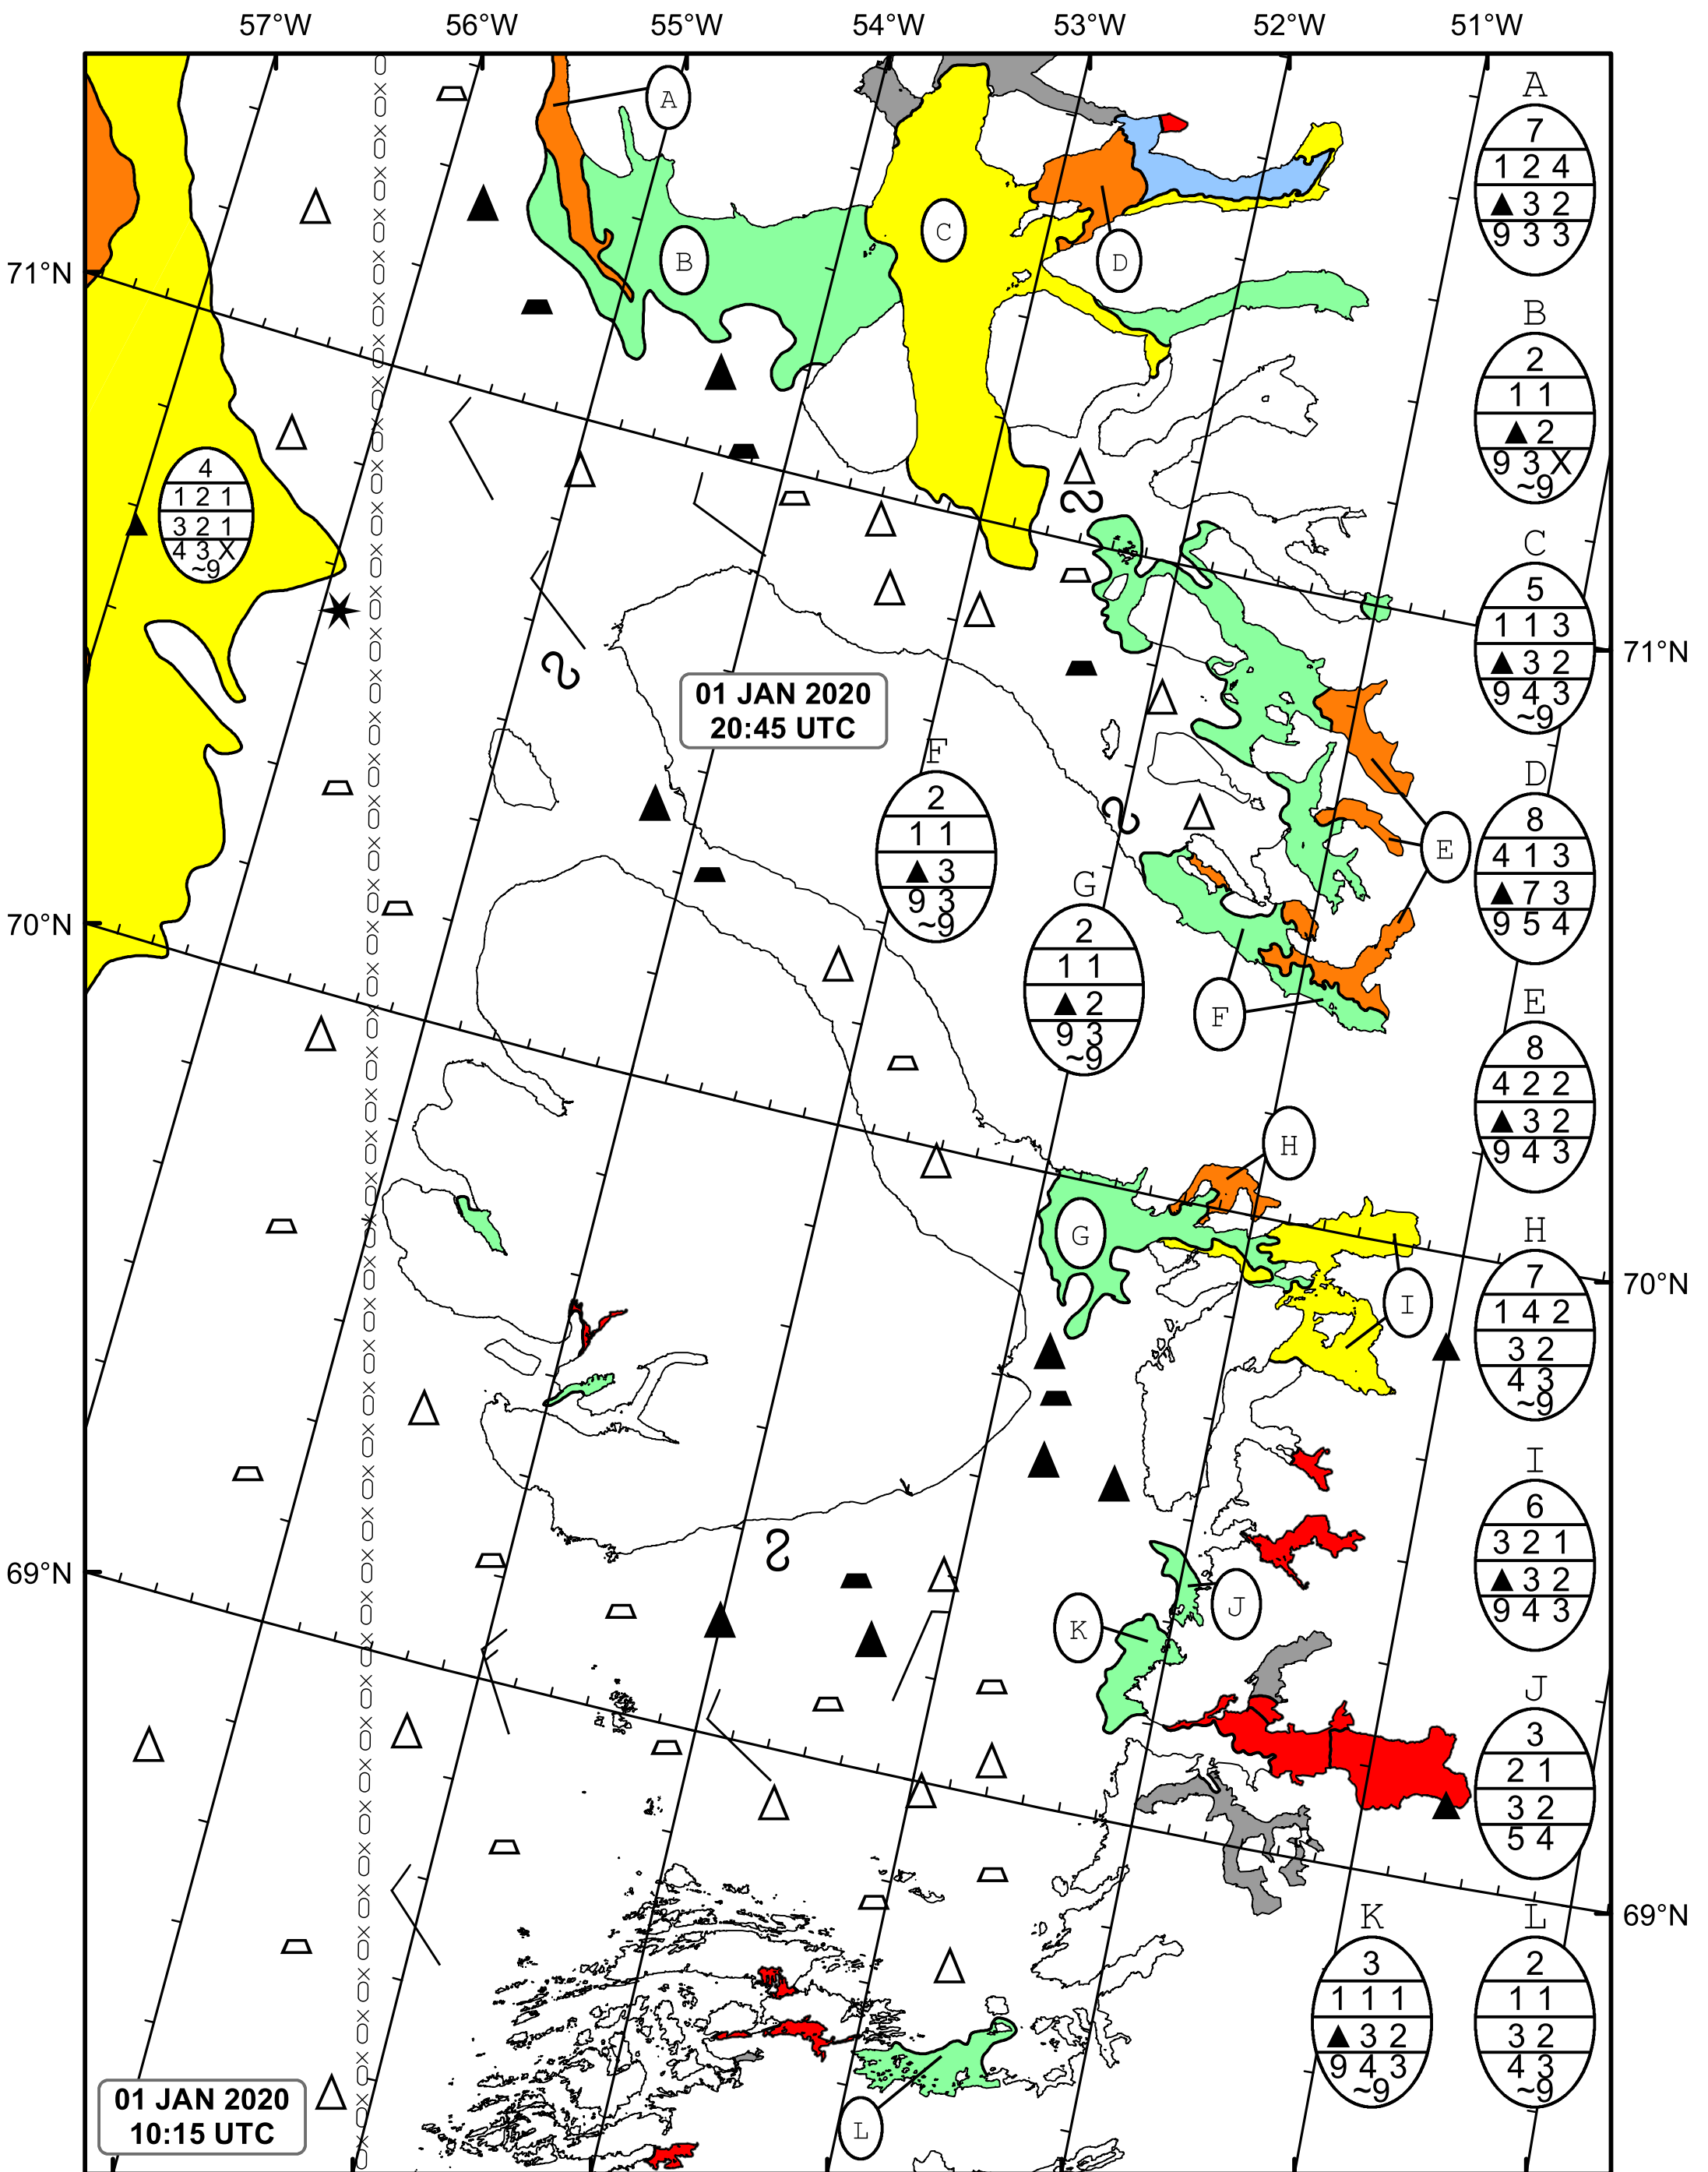 57°W 56°W 55°W 54°W 53°W 52°W 51°W
A
A
7
1 2 4
▲ 3 2
9 3 3
C
B
D
71°N
B
2
1 1
▲ 2
9 3 X
~9
4
1 2 1
▲ 3 2 1
4 3 X
~9
C
5
1 1 3
▲ 3 2
9 4 3
~9
71°N
01 JAN 2020
20:45 UTC
F
2
1 1
▲ 3
9 3
~9
D
8
4 1 3
▲ 7 3
9 5 4
E
G
2
1 1
▲ 2
9 3
~9
70°N
F
E
8
4 2 2
▲ 3 2
9 4 3
H
G
H
7
1 4 2
▲ 3 2
4 3
~9
70°N
I
I
6
3 2 1
▲ 3 2
9 4 3
69°N
J
K
J
3
2 1
▲ 3 2
5 4
69°N
K
3
1 1 1
▲ 3 2
9 4 3
~9
L
2
1 1
3 2
4 3
~9
01 JAN 2020
10:15 UTC
L